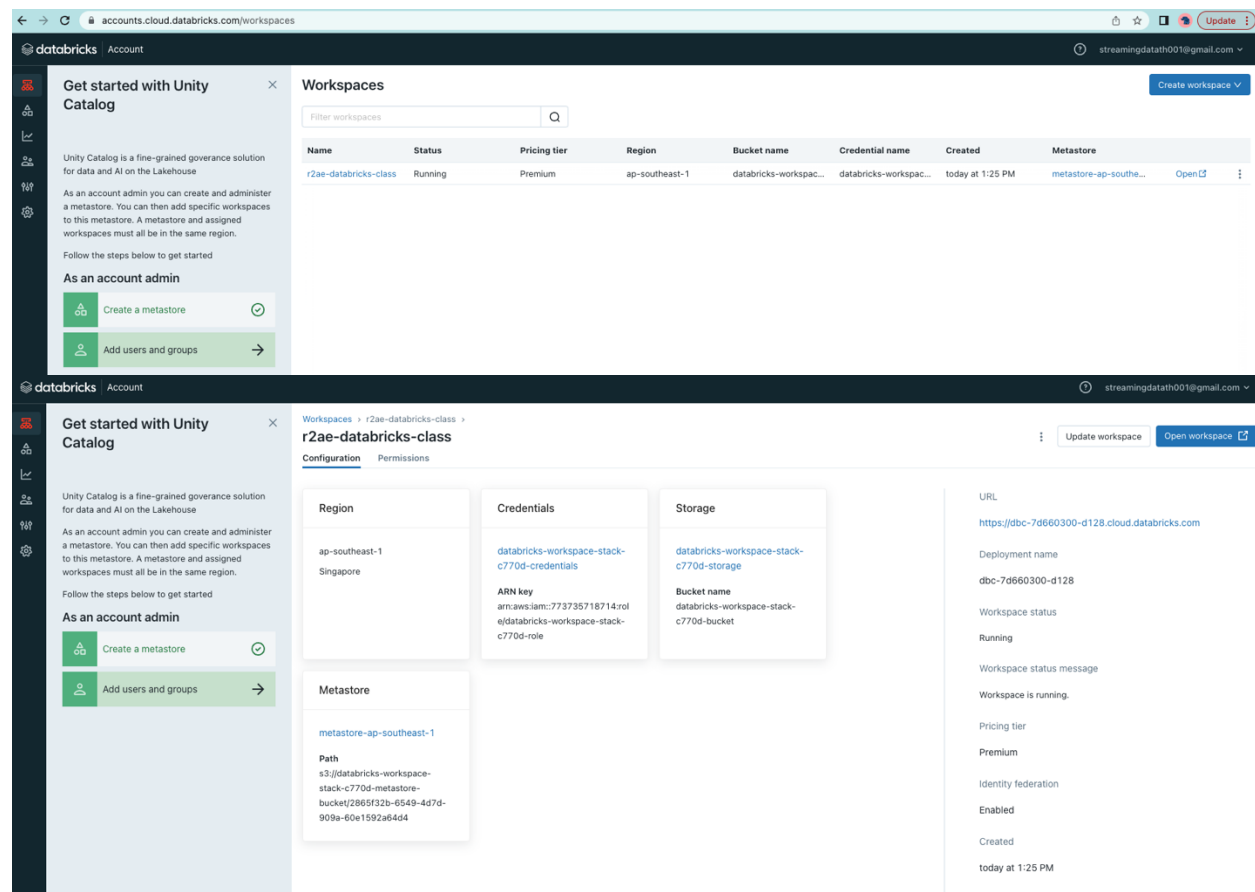 accounts.cloud.databricks.com/workspaces
Update
databricks Account
streamingdatath001@gmail.com
Get started with Unity
Catalog
Unity Catalog is a fine-grained goverance solution
for data and AI on the Lakehouse
As an account admin you can create and administer
a metastore. You can then add specific workspaces
to this metastore. A metastore and assigned
workspaces must all be in the same region.
Follow the steps below to get started
As an account admin
Create a metastore
Add users and groups
Workspaces
Create workspace
Filter workspaces
Name Status Pricing tier Region Bucket name Credential name Created Metastore
r2ae-databricks-class Running Premium ap-southeast-1 databricks-workspac... databricks-workspac... today at 1:25 PM metastore-ap-southe... Open
databricks Account
streamingdatath001@gmail.com
Get started with Unity
Catalog
Unity Catalog is a fine-grained goverance solution
for data and AI on the Lakehouse
As an account admin you can create and administer
a metastore. You can then add specific workspaces
to this metastore. A metastore and assigned
workspaces must all be in the same region.
Follow the steps below to get started
As an account admin
Create a metastore
Add users and groups
Workspaces › r2ae-databricks-class ›
r2ae-databricks-class
Update workspace
Open workspace
Configuration Permissions
Region
ap-southeast-1
Singapore
Credentials
databricks-workspace-stack-
c770d-credentials
ARN key
arn:aws:iam::773735718714:rol
e/databricks-workspace-stack-
c770d-role
Storage
databricks-workspace-stack-
c770d-storage
Bucket name
databricks-workspace-stack-
c770d-bucket
Metastore
metastore-ap-southeast-1
Path
s3://databricks-workspace-
stack-c770d-metastore-
bucket/2865f32b-6549-4d7d-
909a-60e1592a64d4
URL
https://dbc-7d660300-d128.cloud.databricks.com
Deployment name
dbc-7d660300-d128
Workspace status
Running
Workspace status message
Workspace is running.
Pricing tier
Premium
Identity federation
Enabled
Created
today at 1:25 PM